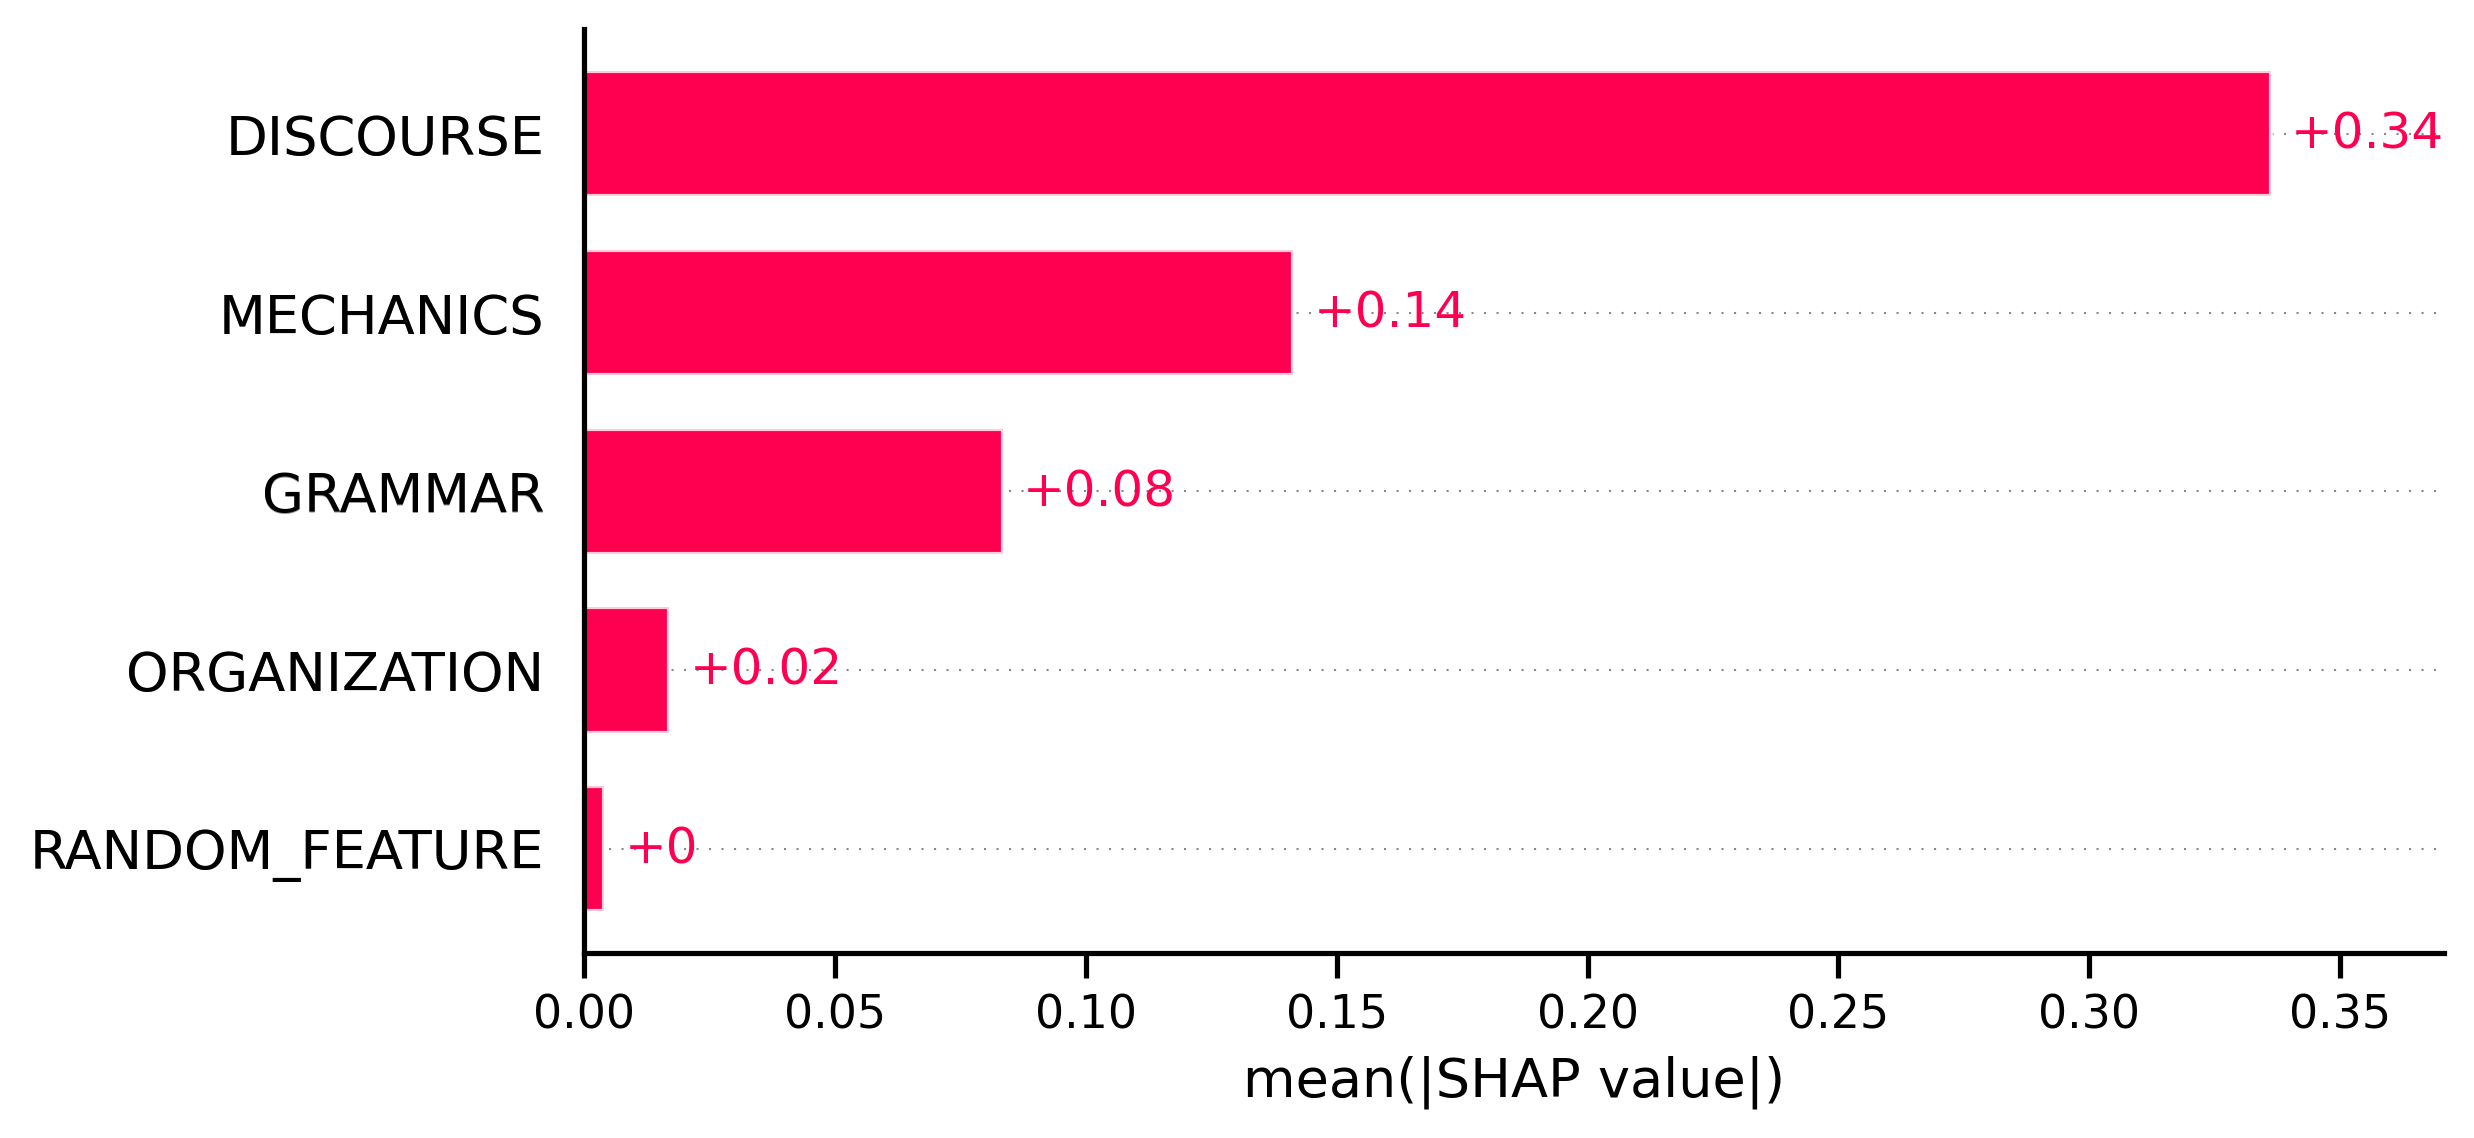 DISCOURSE +0.34
MECHANICS +0.14
GRAMMAR +0.08
ORGANIZATION +0.02
RANDOM_FEATURE +0
0.00 0.05 0.10 0.15 0.20 0.25 0.30 0.35
mean(|SHAP value|)